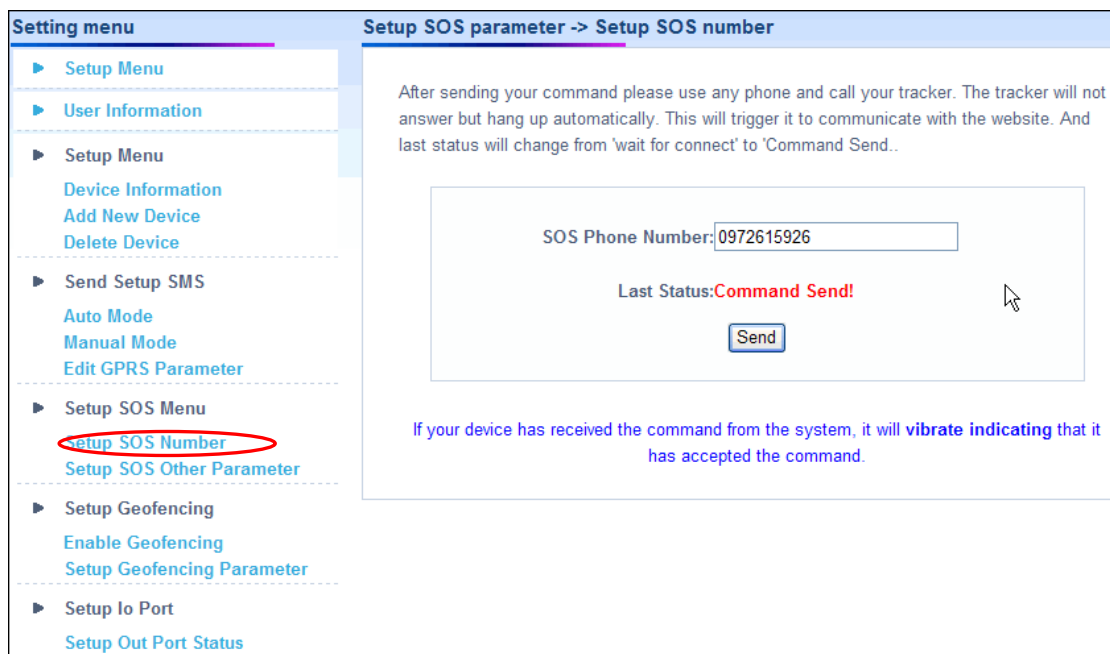 Setting menu
Setup Menu
User Information
Setup Menu
Device Information
Add New Device
Delete Device
Send Setup SMS
Auto Mode
Manual Mode
Edit GPRS Parameter
Setup SOS Menu
Setup SOS Number
Setup SOS Other Parameter
Setup Geofencing
Enable Geofencing
Setup Geofencing Parameter
Setup Io Port
Setup Out Port Status
Setup SOS parameter -> Setup SOS number
After sending your command please use any phone and call your tracker. The tracker will not
answer but hang up automatically. This will trigger it to communicate with the website. And
last status will change from 'wait for connect' to 'Command Send..
SOS Phone Number:0972615926
Last Status:Command Send!
Send
If your device has received the command from the system, it will vibrate indicating that it
has accepted the command.